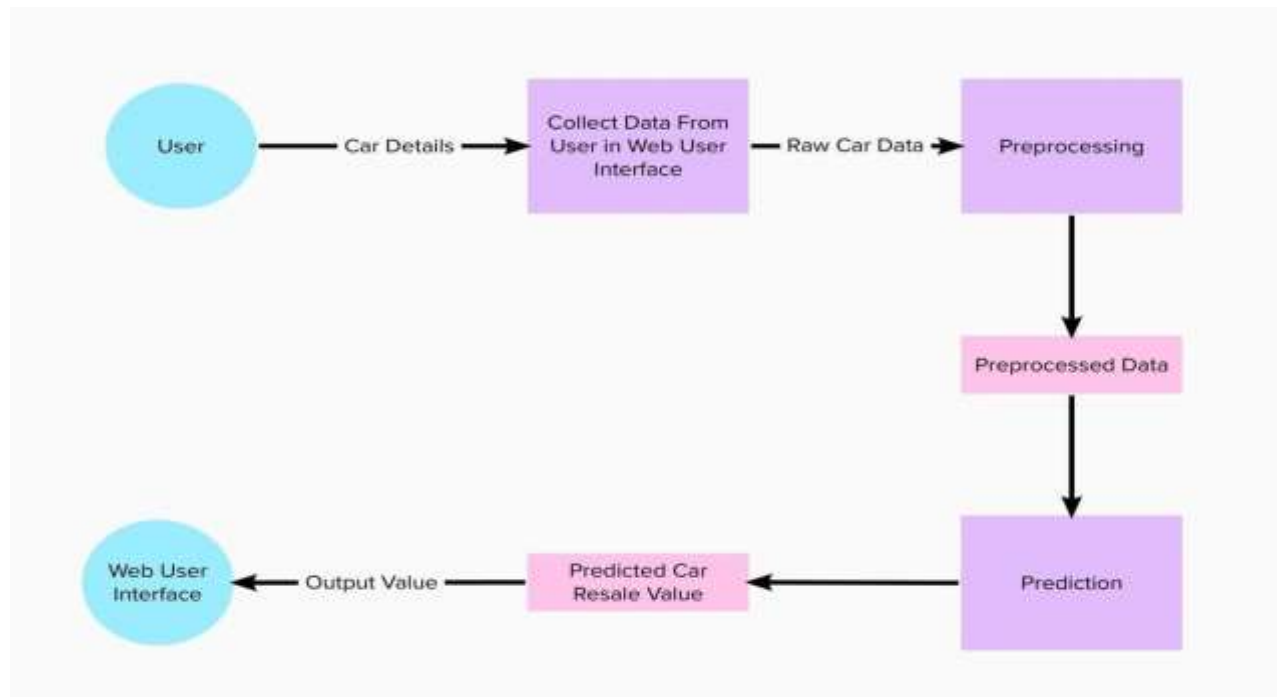 User
Car Details
Collect Data From
User in Web User
Interface
Raw Car Data
Preprocessing
Preprocessed Data
Prediction
Predicted Car
Resale Value
Output Value
Web User
Interface